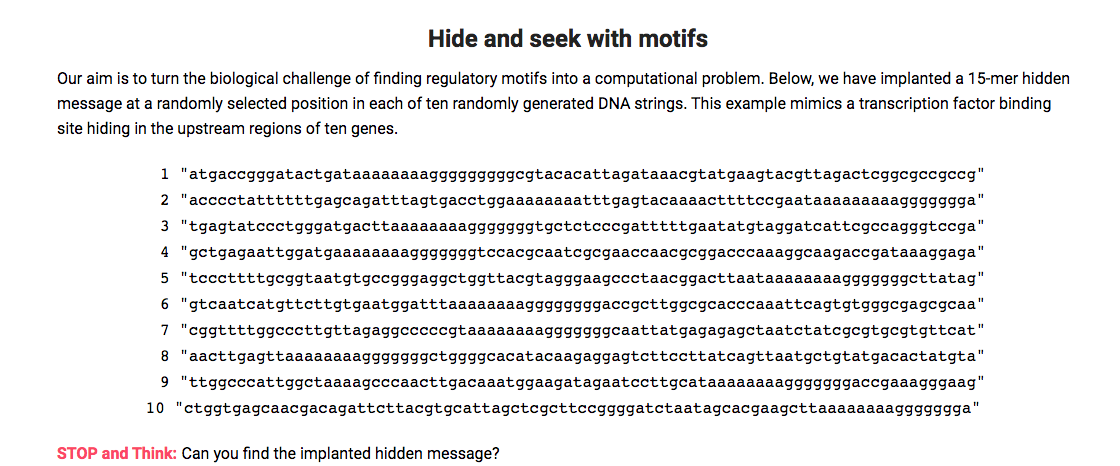 Hide and seek with motifs
Our aim is to turn the biological challenge of finding regulatory motifs into a computational problem. Below, we have implanted a 15-mer hidden
message at a randomly selected position in each of ten randomly generated DNA strings. This example mimics a transcription factor binding
site hiding in the upstream regions of ten genes.
1 "atgaccgggatactgataaaaaaaagggggggggcgtacacattagataaacgtatgaagtacgttagactcggcgccgccg"
2 "acccctattttttgagcagatttagtgacctggaaaaaaaatttgagtacaaaacttttccgaataaaaaaaaaggggggga"
3 "tgagtatccctgggatgacttaaaaaaaagggggggtgctctcccgatttttgaatatgtaggatcattcgccagggtccga"
4 "gctgagaattggatgaaaaaaaagggggggtccacgcaatcgcgaaccaacgcggacccaaaggcaagaccgataaaggaga"
5 "tcccttttgcggtaatgtgccgggaggctggttacgtagggaagccctaacggacttaataaaaaaaagggggggcttatag"
6 "gtcaatcatgttcttgtgaatggatttaaaaaaaaggggggggaccgcttggcgcacccaaattcagtgtgggcgagcgcaa"
7 "cggttttggcccttgttagaggcccccgtaaaaaaaagggggggcaattatgagagagctaatctatcgcgtgcgtgttcat"
8 "aacttgagttaaaaaaaagggggggctggggcacatacaagaggagtcttccttatcagttaatgctgtatgacactatgta"
9 "ttggcccattggctaaaagcccaacttgacaaatggaagatagaatccttgcataaaaaaaagggggggaccgaaagggaag"
10 "ctggtgagcaacgacagattcttacgtgcattagctcgcttccggggatctaatagcacgaagcttaaaaaaaaggggggga"
STOP and Think: Can you find the implanted hidden message?